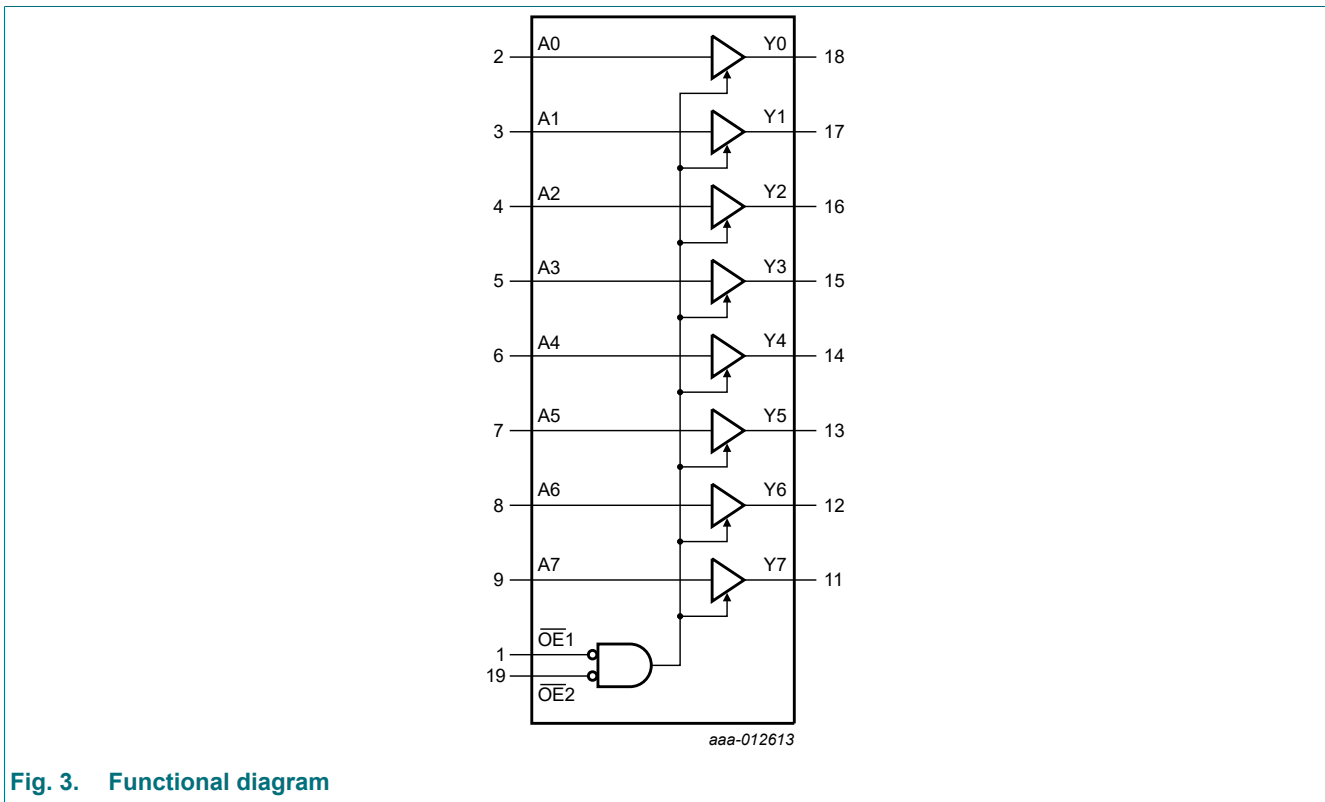 A0 Y0
2 18
A1 Y1
3 17
A2 Y2
4 16
A3 Y3
5 15
A4 Y4
6 14
A5 Y5
7 13
A6 Y6
8 12
A7 Y7
9 11
O̅E̅1
1
19
O̅E̅2
aaa-012613
Fig. 3. Functional diagram